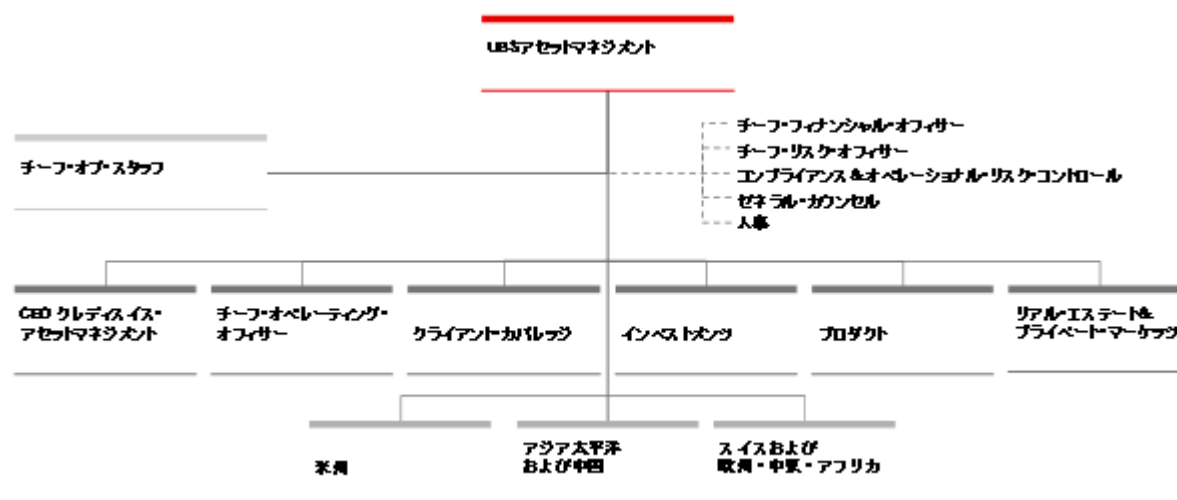 UBSアセットマネジメント
チーフ・フィナンシャル・オフィサー
チーフ・リスク・オフィサー
コンプライアンス&オペレーショナル・リスク・コントロール
ゼネラル・カウンセル
人事
チーフ・オブ・スタッフ
CEO クレディスイス・
アセットマネジメント
チーフ・オペレーティング・
オフィサー
クライアント・カバレッジ
インベストメンツ
プロダクト
リアル・エステート&
プライベート・マーケッツ
米州
アジア太平洋
および中国
スイスおよび
欧州・中東・アフリカ